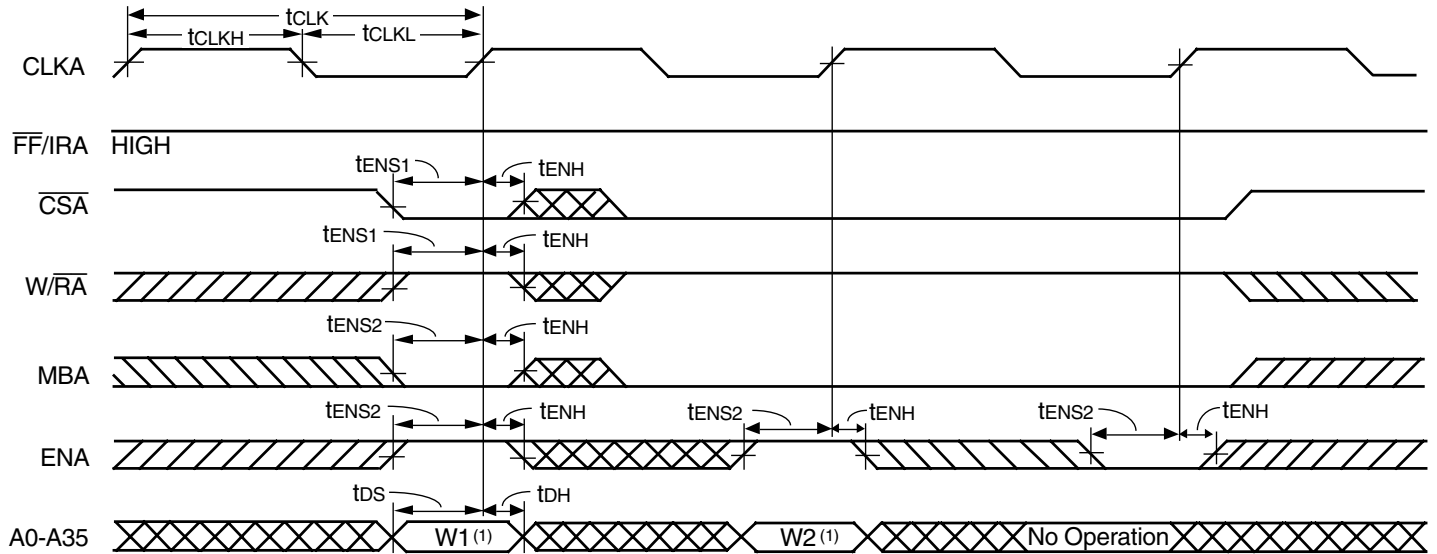 tCLK
tCLKH tCLKL
CLKA
FF/IRA HIGH
tENS1 tENH
CSA
tENS1 tENH
W/RA
tENS2 tENH
MBA
tENS2 tENH tENS2 tENH tENS2 tENH
ENA
tDS tDH
A0-A35 W1(1) W2(1) No Operation